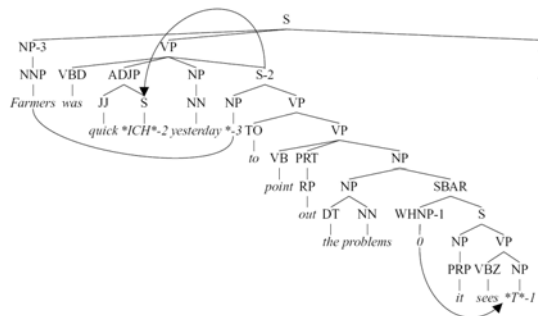 S
NP-3 VP
NNP VBD ADJP NP S-2
Farmers was JJ S NN NP VP
quick *ICH*-2 yesterday *-3 TO VP
to VB PRT NP
point RP NP SBAR
out DT NN WHNP-1 S
the problems 0 NP VP
PRP VBZ NP
it sees *T*-1